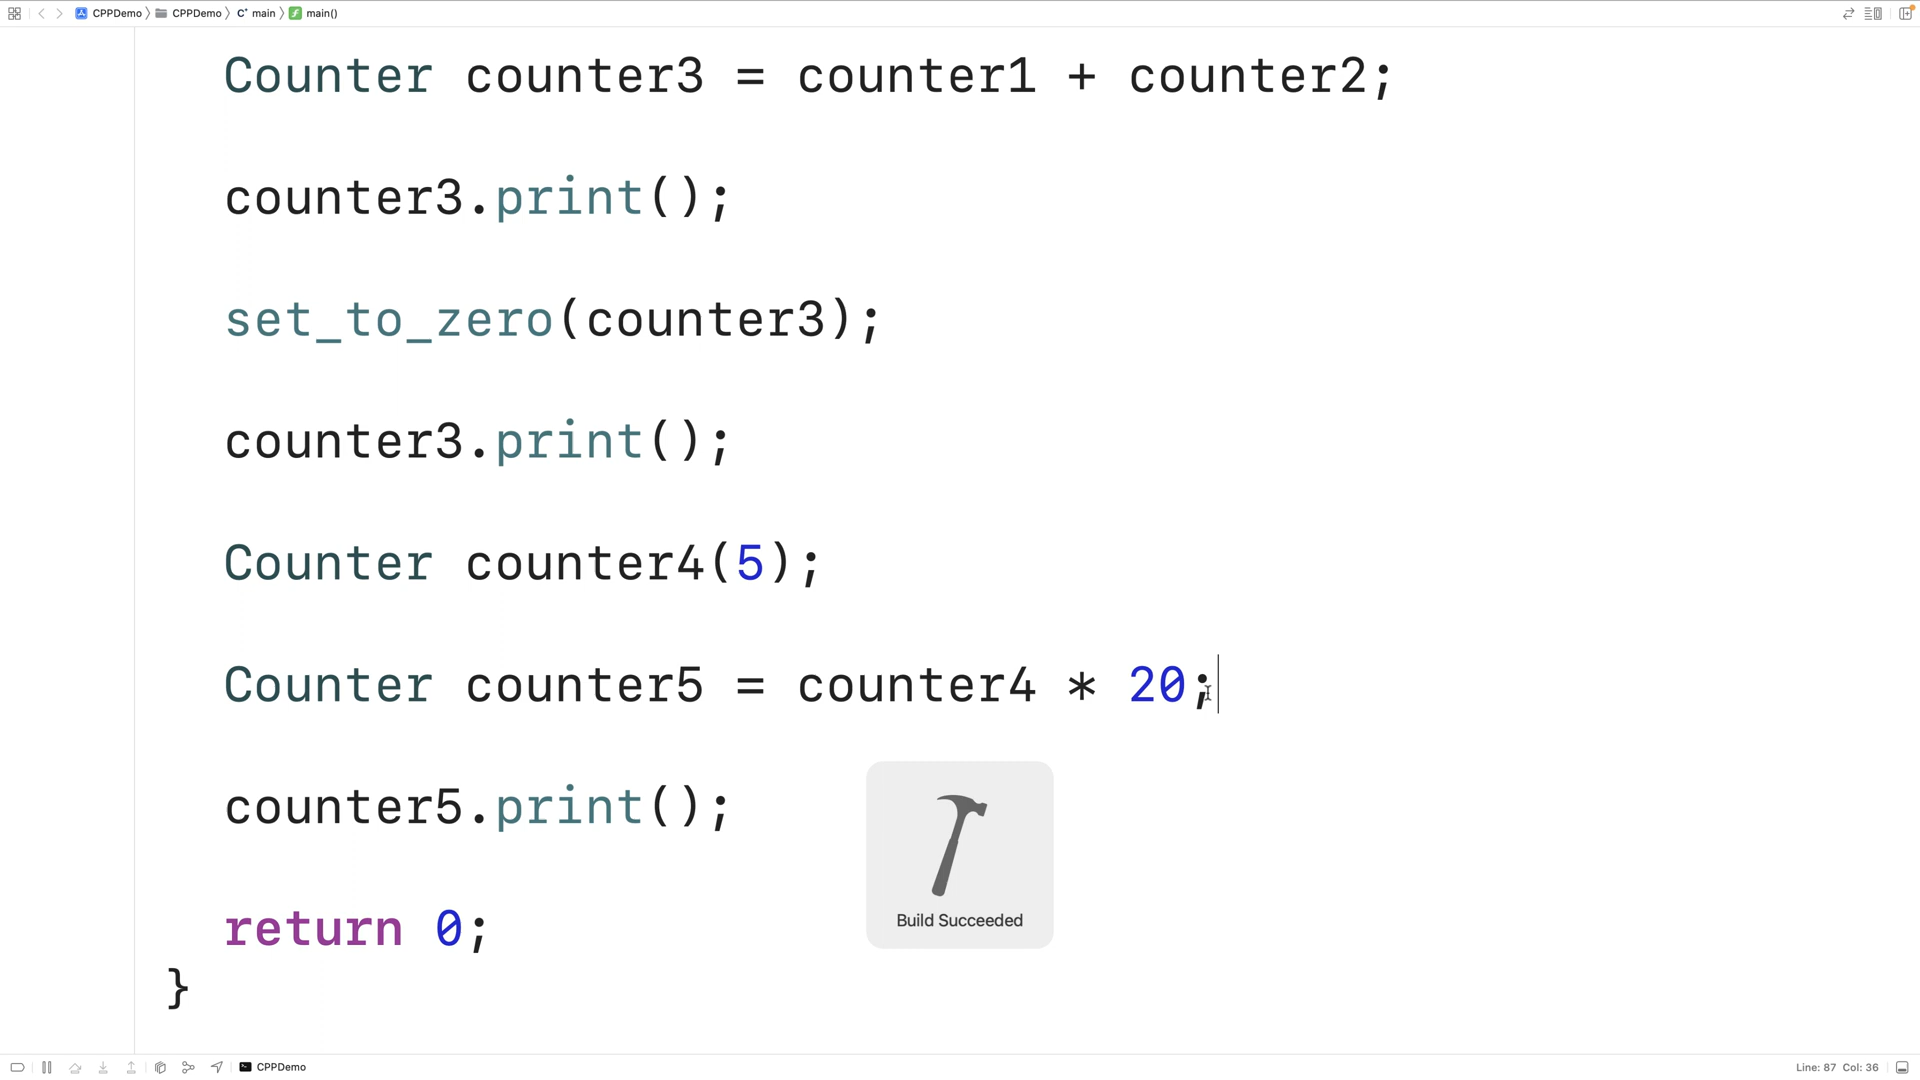 CPPDemo CPPDemo C+ main f main()
Counter counter3 = counter1 + counter2;
counter3.print();
set_to_zero(counter3);
counter3.print();
Counter counter4(5);
Counter counter5 = counter4 * 20;
counter5.print();
Build Succeeded
return 0;
}
CPPDemo Line: 87 Col: 36